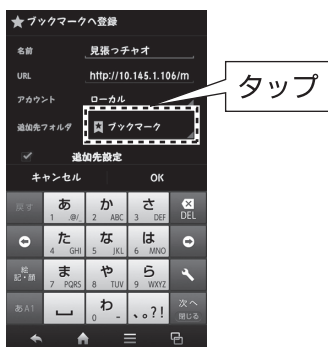 ブックマークへ登録
名前 見張っチャオ
URL http://10.145.1.106/m
アカウント ローカル
タップ
追加先フォルダ ブックマーク
追加先設定
キャンセル OK
戻す あ 1 .@/_ か 2 ABC さ 3 DEF DEL
た 4 GHI な 5 JKL は 6 MNO
絵記・顔 ま 7 PQRS や 8 TUV ら 9 WXYZ
あA1 わ 0 - 、。?! 次へ 閉じる